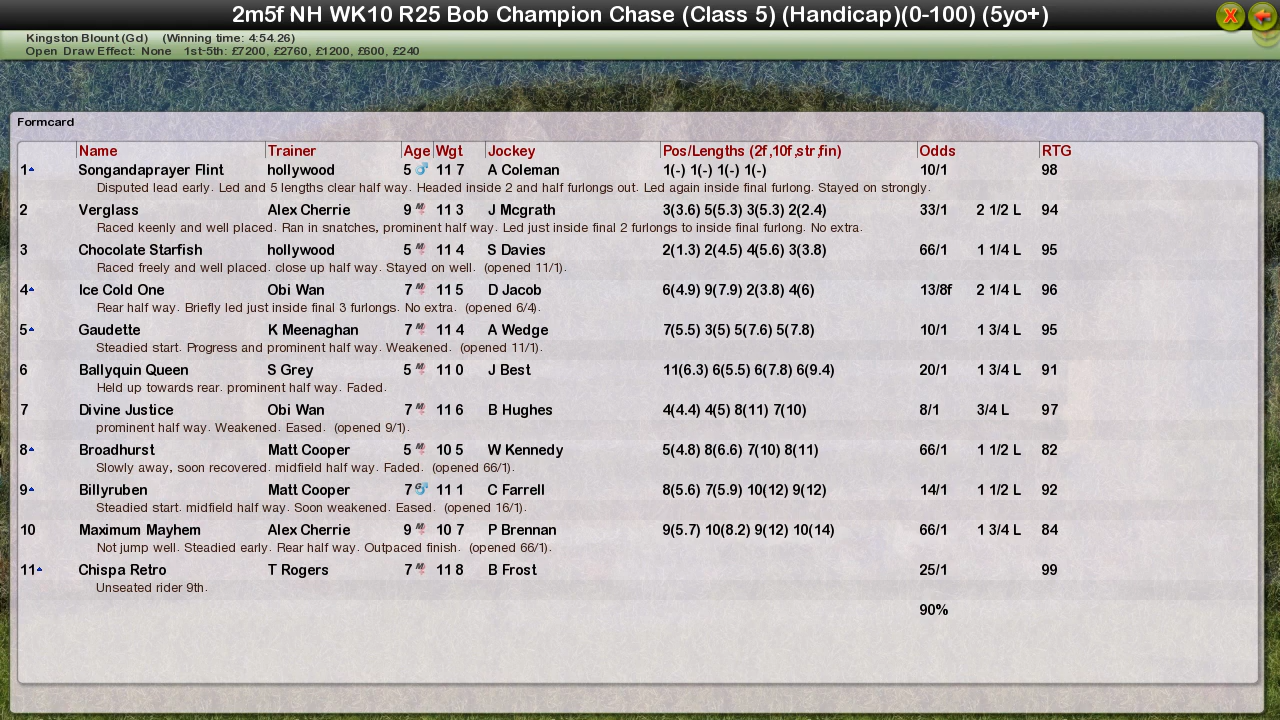 2m5f NH WK10 R25 Bob Champion Chase (Class 5) (Handicap)(0-100) (5yo+)
Kingston Blount(Gd) (Winning time: 4:54.26)
Open Draw Effect: None 1st-5th: £7200, £2760, £1200, £600, £240
Formcard
Name Trainer Age Wgt Jockey Pos/Lengths (2f,10f,str,fin) Odds RTG
1 Songandaprayer Flint hollywood 5 11 7 A Coleman 1(-) 1(-) 1(-) 1(-) 10/1 98
Disputed lead early. Led and 5 lengths clear half way. Headed inside 2 and half furlongs out. Led again inside final furlong. Stayed on strongly.
2 Verglass Alex Cherrie 9 11 3 J Mcgrath 3(3.6) 5(5.3) 3(5.3) 2(2.4) 33/1 2 1/2 L 94
Raced keenly and well placed. Ran in snatches, prominent half way. Led just inside final 2 furlongs to inside final furlong. No extra.
3 Chocolate Starfish hollywood 5 11 4 S Davies 2(1.3) 2(4.5) 4(5.6) 3(3.8) 66/1 1 1/4 L 95
Raced freely and well placed. close up half way. Stayed on well. (opened 11/1).
4 Ice Cold One Obi Wan 7 11 5 D Jacob 6(4.9) 9(7.9) 2(3.8) 4(6) 13/8f 2 1/4 L 96
Rear half way. Briefly led just inside final 3 furlongs. No extra. (opened 6/4).
5 Gaudette K Meenaghan 7 11 4 A Wedge 7(5.5) 3(5) 5(7.6) 5(7.8) 10/1 1 3/4 L 95
Steadied start. Progress and prominent half way. Weakened. (opened 11/1).
6 Ballyquin Queen S Grey 5 11 0 J Best 11(6.3) 6(5.5) 6(7.8) 6(9.4) 20/1 1 3/4 L 91
Held up towards rear. prominent half way. Faded.
7 Divine Justice Obi Wan 7 11 6 B Hughes 4(4.4) 4(5) 8(11) 7(10) 8/1 3/4 L 97
prominent half way. Weakened. Eased. (opened 9/1).
8 Broadhurst Matt Cooper 5 10 5 W Kennedy 5(4.8) 8(6.6) 7(10) 8(11) 66/1 1 1/2 L 82
Slowly away, soon recovered. midfield half way. Faded. (opened 66/1).
9 Billyruben Matt Cooper 7 11 1 C Farrell 8(5.6) 7(5.9) 10(12) 9(12) 14/1 1 1/2 L 92
Steadied start. midfield half way. Soon weakened. Eased. (opened 16/1).
10 Maximum Mayhem Alex Cherrie 9 10 7 P Brennan 9(5.7) 10(8.2) 9(12) 10(14) 66/1 1 3/4 L 84
Not jump well. Steadied early. Rear half way. Outpaced finish. (opened 66/1).
11 Chispa Retro T Rogers 7 11 8 B Frost 25/1 99
Unseated rider 9th.
90%